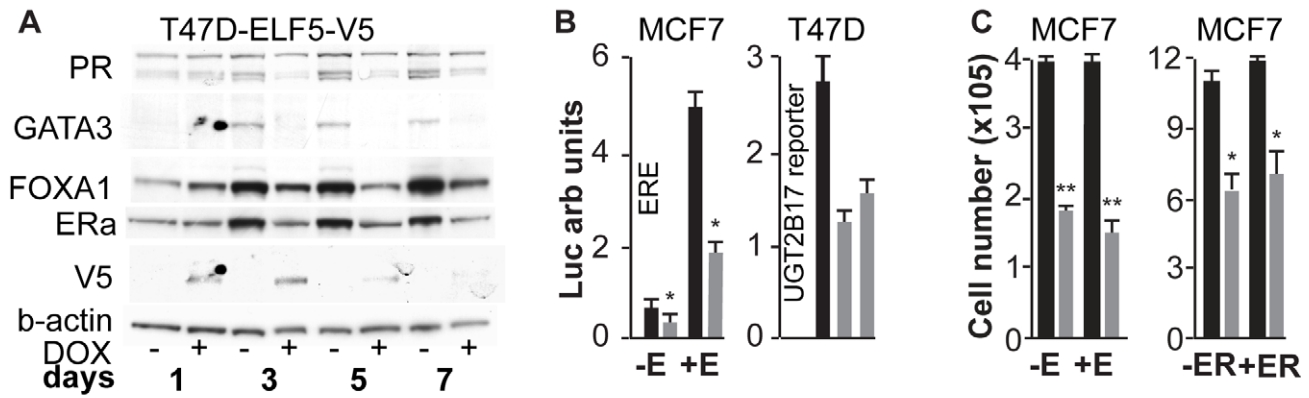 A
T47D-ELF5-V5
PR
GATA3
FOXA1
ERa
V5
b-actin
DOX - + - + - + - +
days 1 3 5 7
B
MCF7 T47D
Luc arb units
6
4
2
0
ERE
*
*
-E +E
3
2
1
0
UGT2B17 reporter
C
MCF7 MCF7
Cell number (x105)
4
3
2
1
0
**
**
-E +E
12
9
6
3
0
*
*
-ER +ER